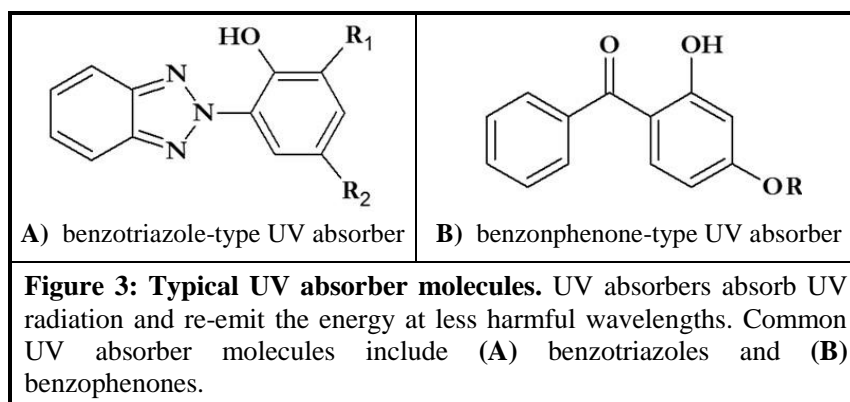 HO
R1
N
N
N
R2
A) benzotriazole-type UV absorber
O
OH
OR
B) benzonphenone-type UV absorber
Figure 3: Typical UV absorber molecules. UV absorbers absorb UV
radiation and re-emit the energy at less harmful wavelengths. Common
UV absorber molecules include (A) benzotriazoles and (B)
benzophenones.